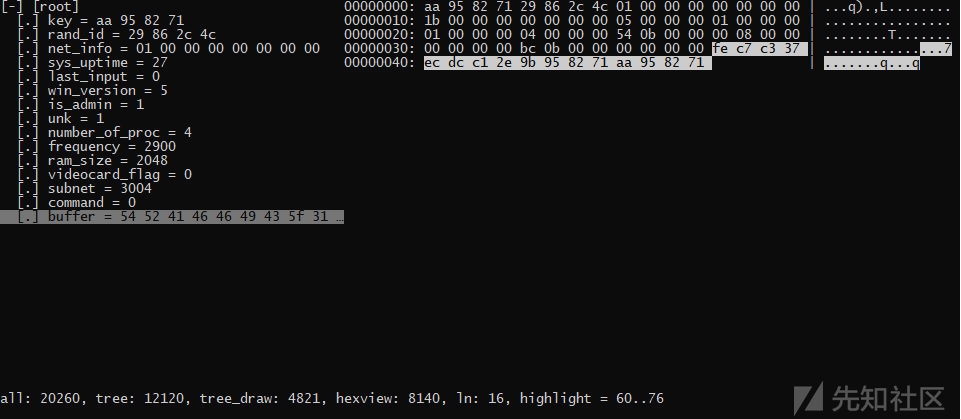 [-] [root]
[.] key = aa 95 82 71
[.] rand_id = 29 86 2c 4c
[.] net_info = 01 00 00 00 00 00 00 00
[.] sys_uptime = 27
[.] last_input = 0
[.] win_version = 5
[.] is_admin = 1
[.] unk = 1
[.] number_of_proc = 4
[.] frequency = 2900
[.] ram_size = 2048
[.] videocard_flag = 0
[.] subnet = 3004
[.] command = 0
[.] buffer = 54 52 41 46 46 49 43 5f 31 …
00000000: aa 95 82 71 29 86 2c 4c 01 00 00 00 00 00 00 00 | ...q).,L........
00000010: 1b 00 00 00 00 00 00 00 05 00 00 00 01 00 00 00 | ................
00000020: 01 00 00 00 04 00 00 00 54 0b 00 00 00 08 00 00 | ........T.......
00000030: 00 00 00 00 bc 0b 00 00 00 00 00 00 fe c7 c3 37 | ...............7
00000040: ec dc c1 2e 9b 95 82 71 aa 95 82 71 | .......q...q
all: 20260, tree: 12120, tree_draw: 4821, hexview: 8140, ln: 16, highlight = 60..76
先知社区